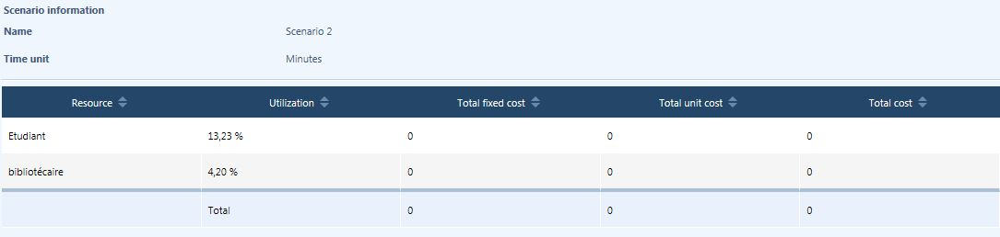 Scenario information
Name Scenario 2
Time unit Minutes
Resource Utilization Total fixed cost Total unit cost Total cost
Etudiant 13,23 % 0 0 0
bibliotécaire 4,20 % 0 0 0
Total 0 0 0